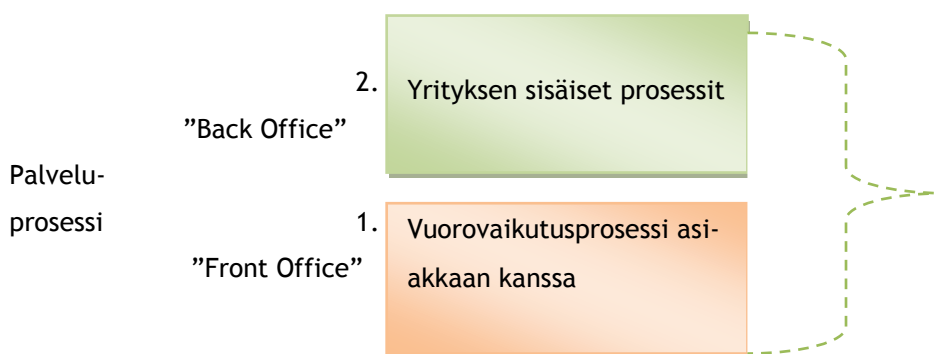 2.
Yrityksen sisäiset prosessit
”Back Office”
Palvelu-
prosessi
1.
Vuorovaikutusprosessi asi-
akkaan kanssa
”Front Office”